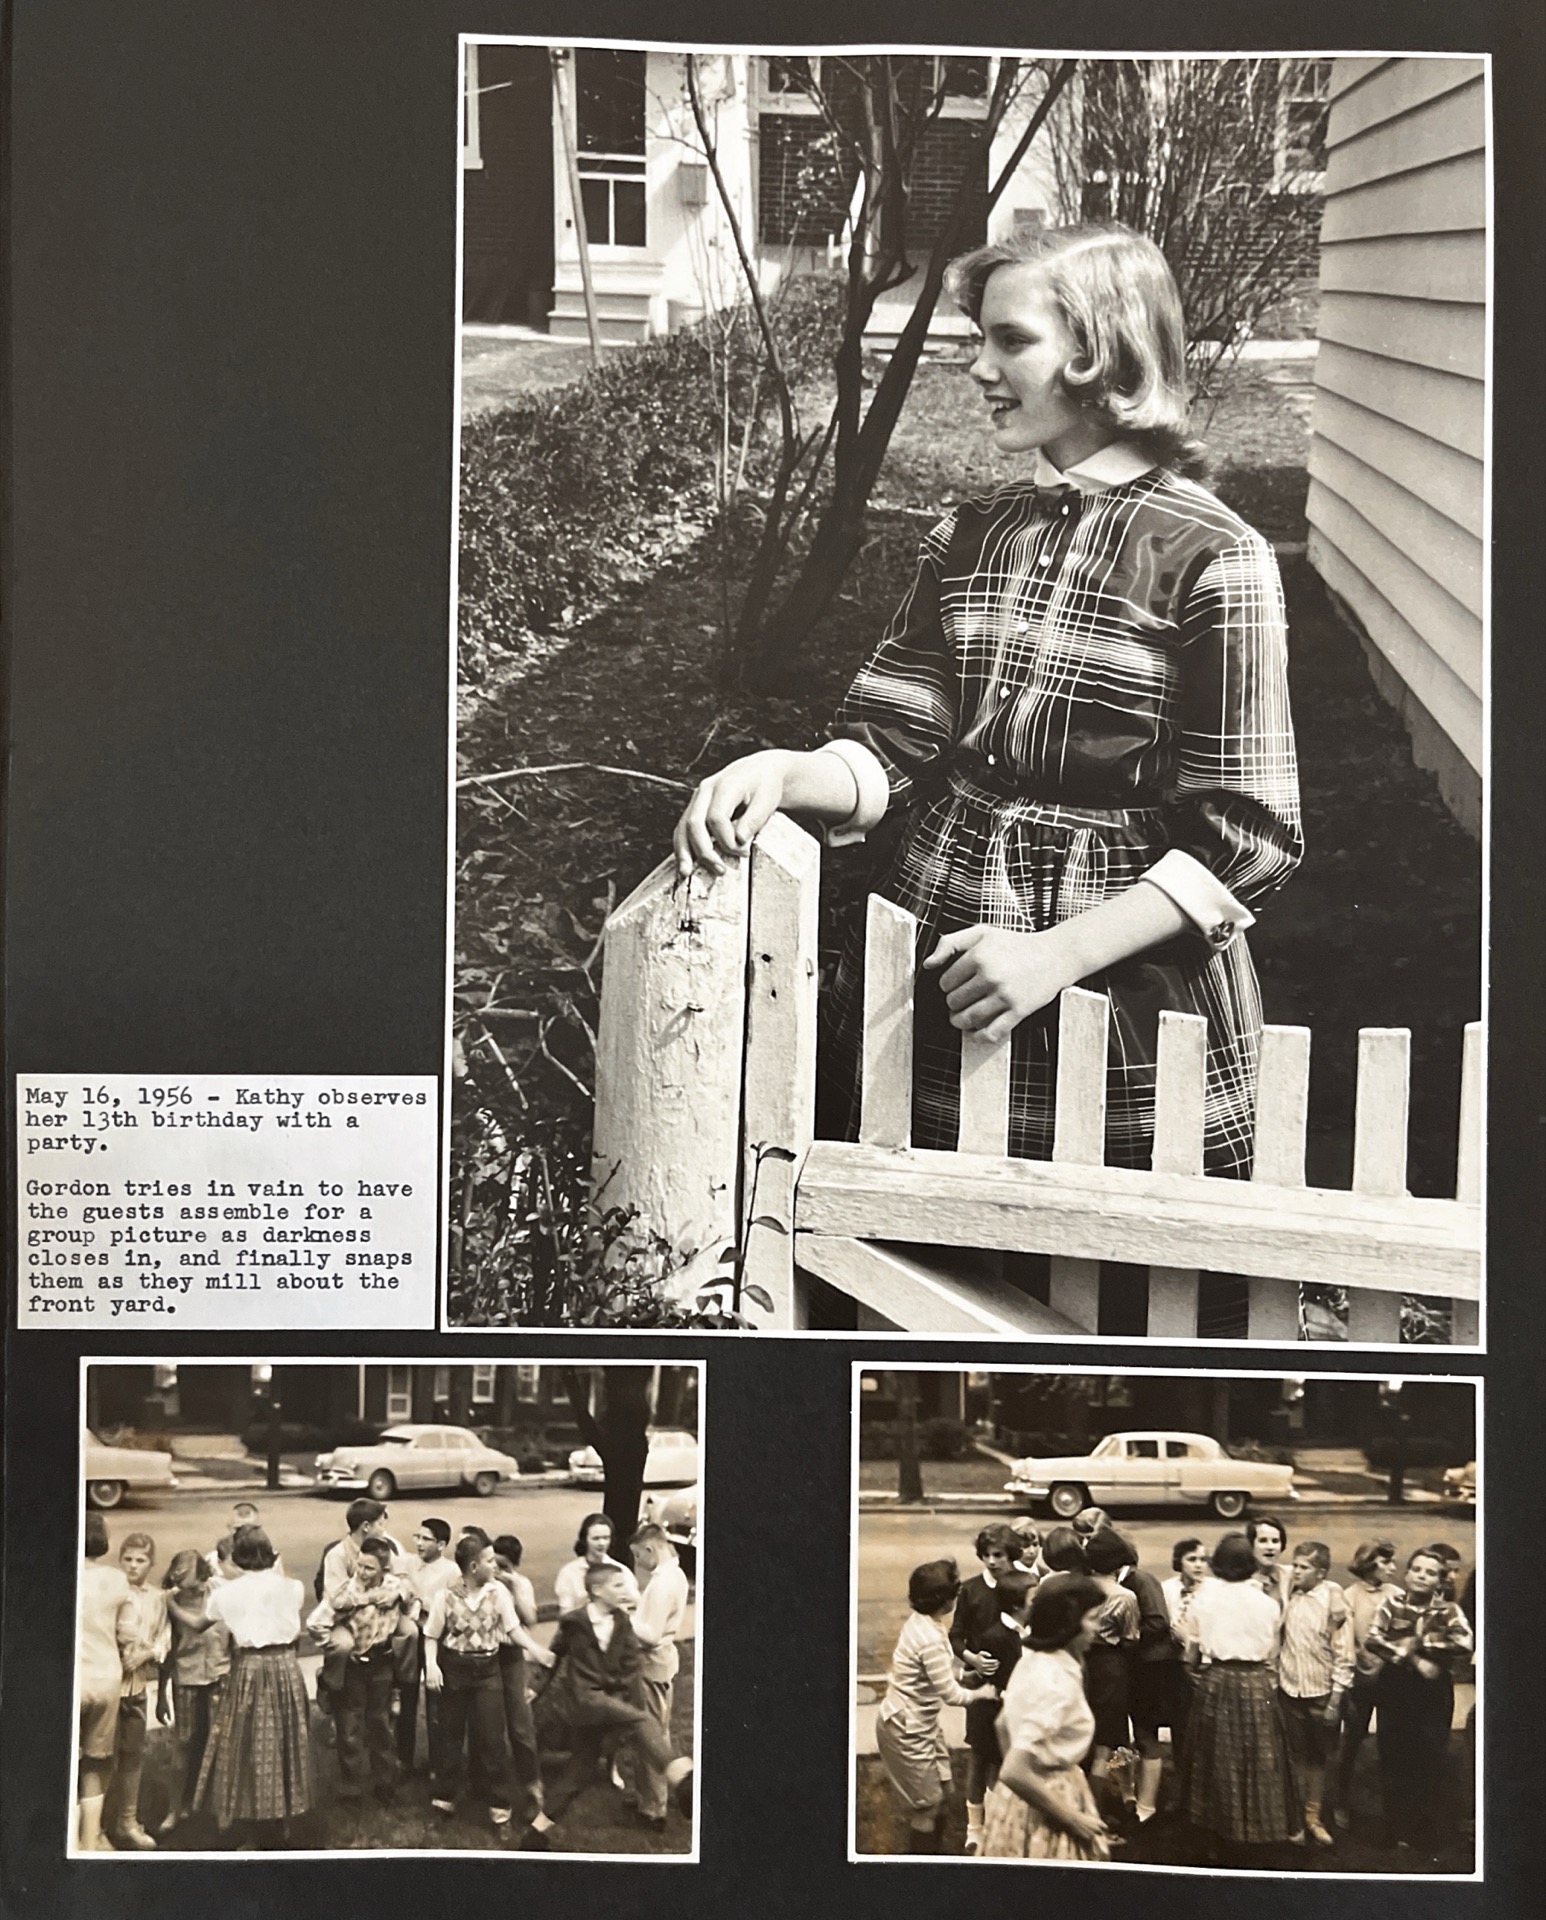 May 16, 1956 - Kathy observes
her 13th birthday with a
party.
Gordon tries in vain to have
the guests assemble for a
group picture as darkness
closes in, and finally snaps
them as they mill about the
front yard.